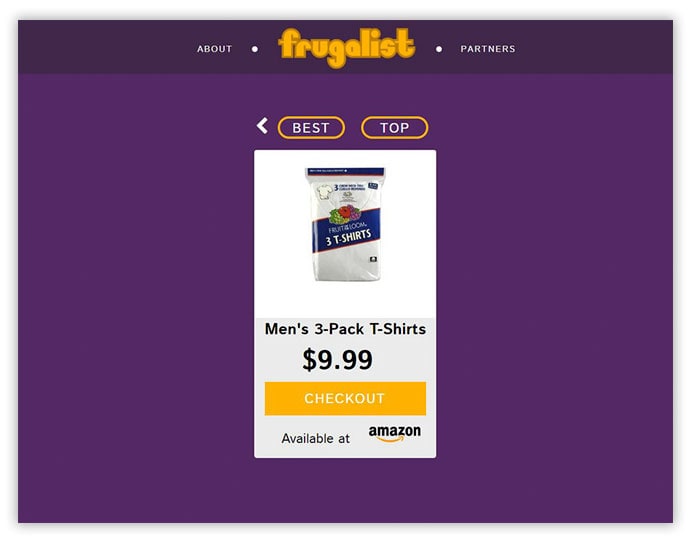 ABOUT
frugalist
PARTNERS
BEST
TOP
3
FRUIT OF THE LOOM
3 T-SHIRTS
Men's 3-Pack T-Shirts
$9.99
CHECKOUT
Available at
amazon